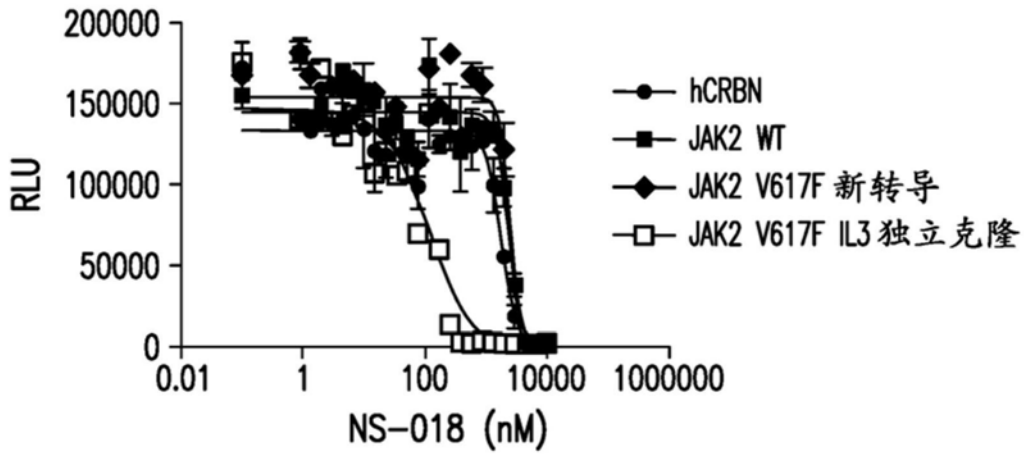 200000
150000
100000
50000
0
RLU
0.01 1 100 10000 1000000
NS-018 (nM)
hCRBN
JAK2 WT
JAK2 V617F 新转导
JAK2 V617F IL3独立克隆